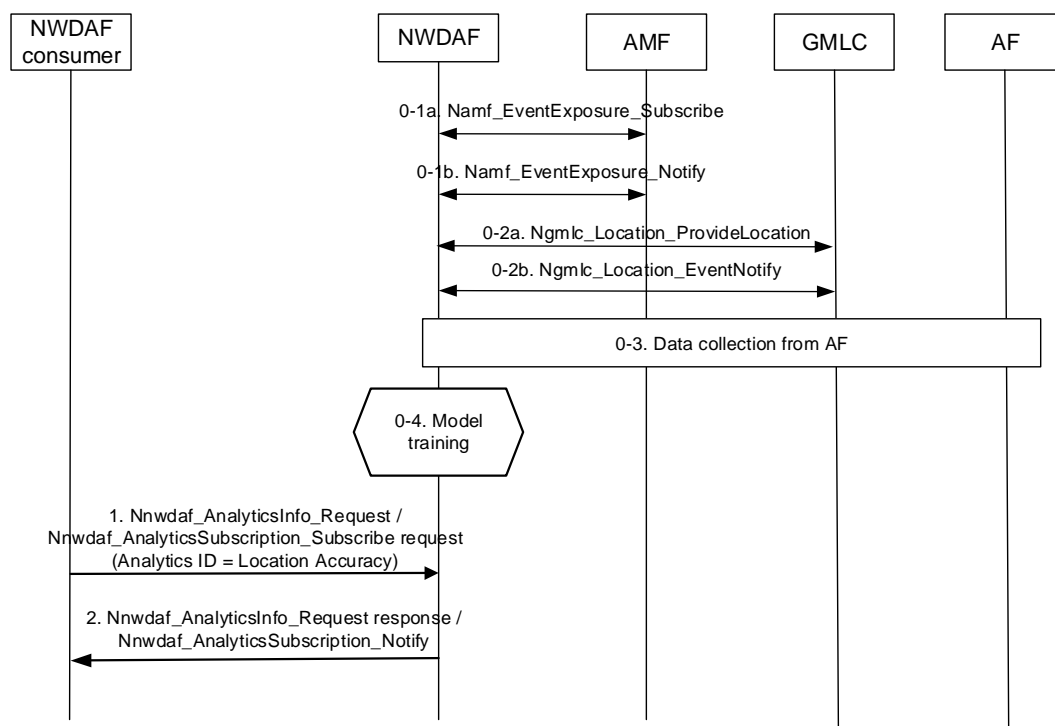 NWDAF
consumer
NWDAF
AMF
GMLC
AF
0-1a. Namf_EventExposure_Subscribe
0-1b. Namf_EventExposure_Notify
0-2a. Ngmlc_Location_ProvideLocation
0-2b. Ngmlc_Location_EventNotify
0-3. Data collection from AF
0-4. Model
training
1. Nnwdaf_AnalyticsInfo_Request /
Nnwdaf_AnalyticsSubscription_Subscribe request
(Analytics ID = Location Accuracy)
2. Nnwdaf_AnalyticsInfo_Request response /
Nnwdaf_AnalyticsSubscription_Notify